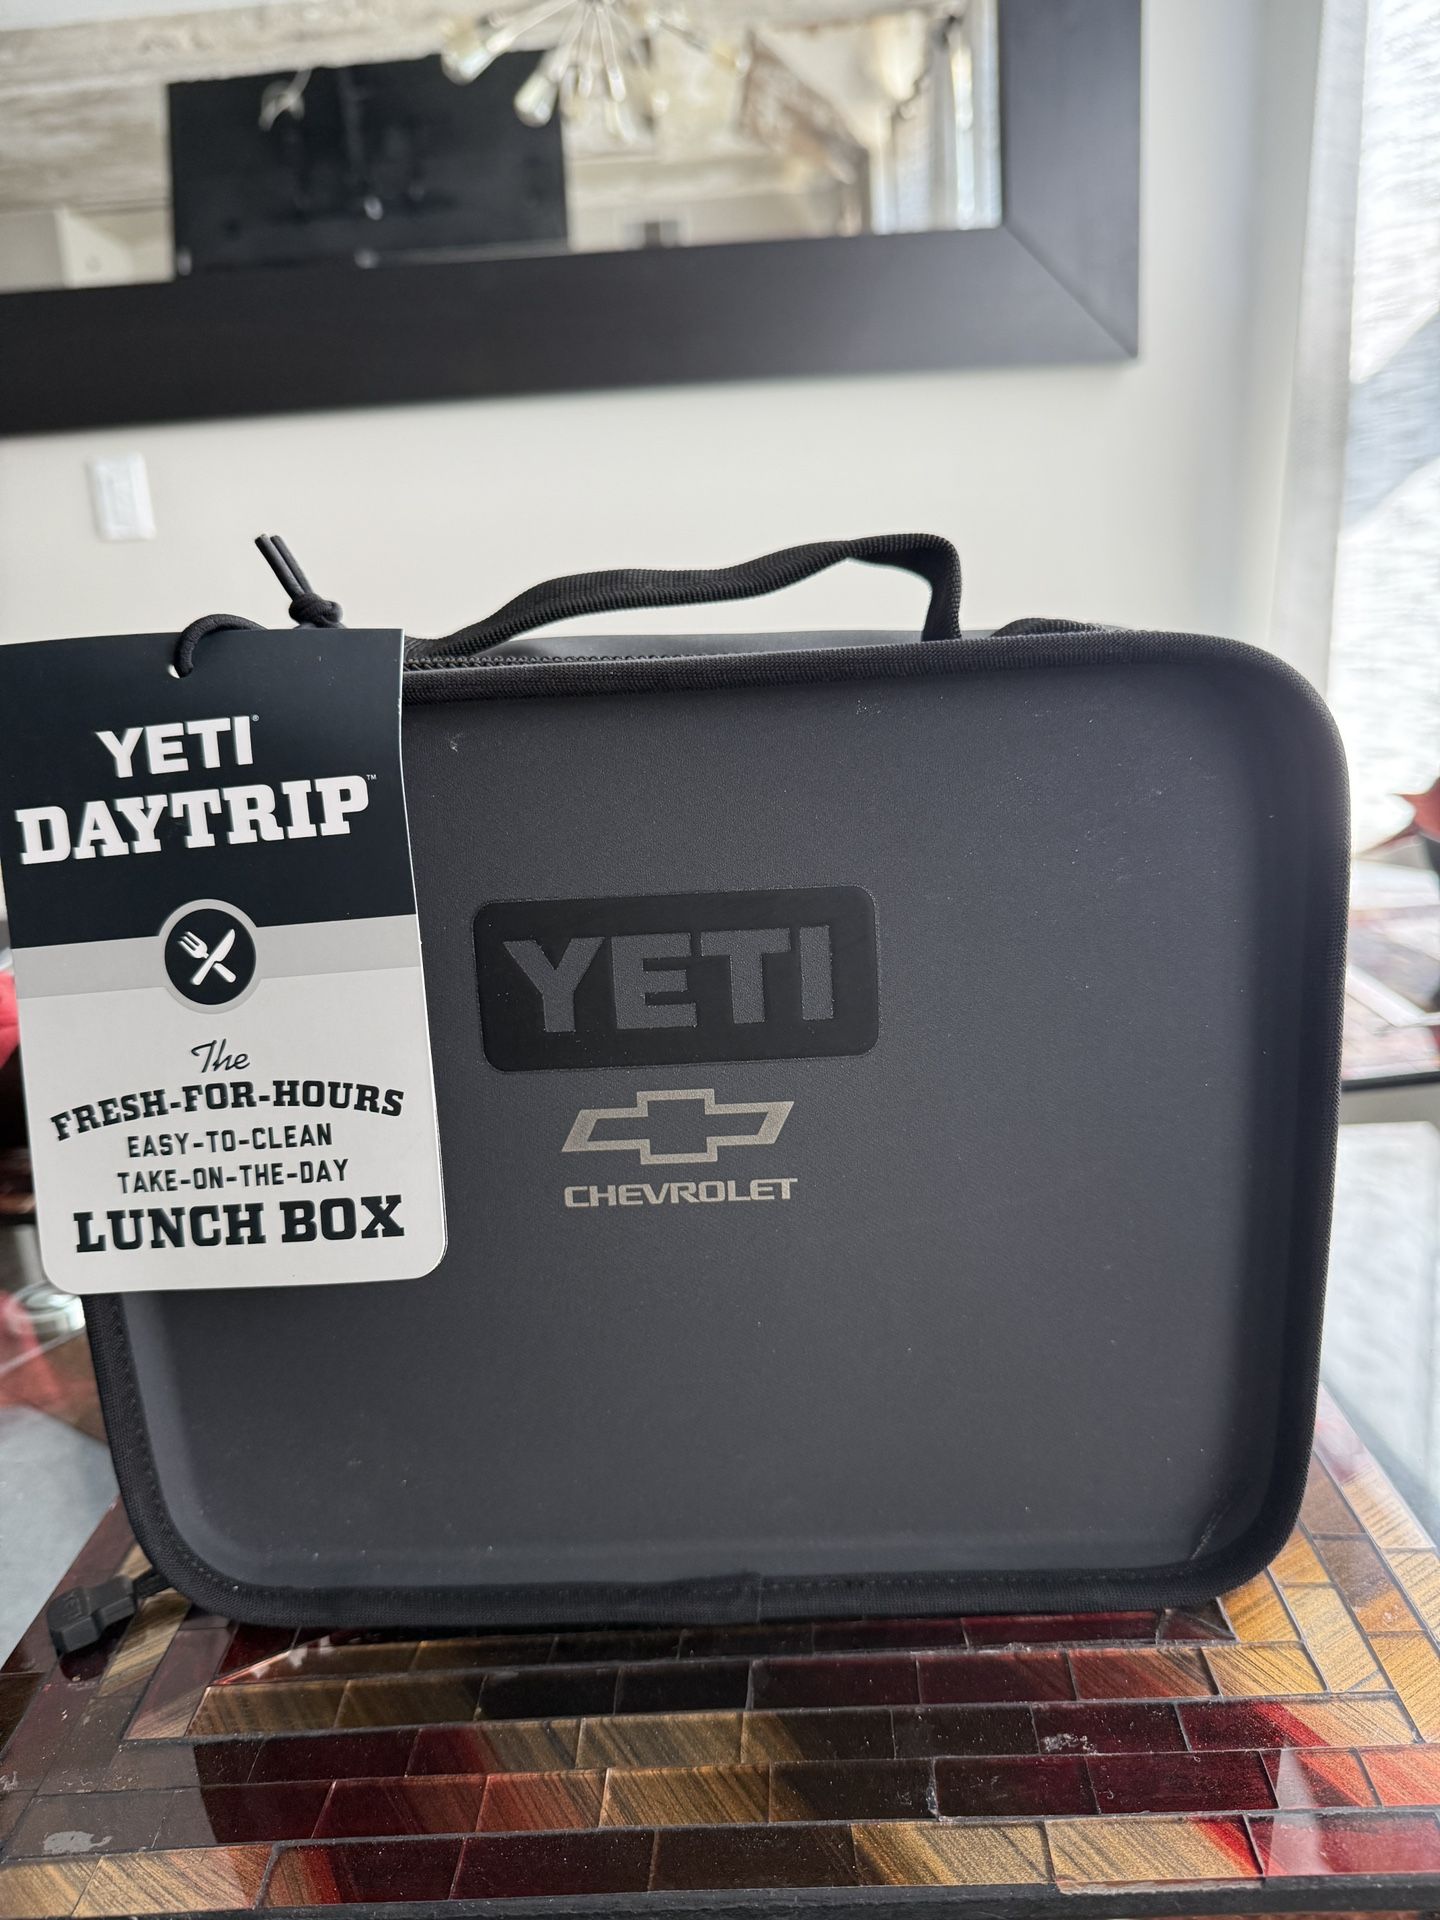 YETI®
DAYTRIP™
The
FRESH-FOR-HOURS
EASY-TO-CLEAN
TAKE-ON-THE-DAY
LUNCH BOX
YETI
CHEVROLET